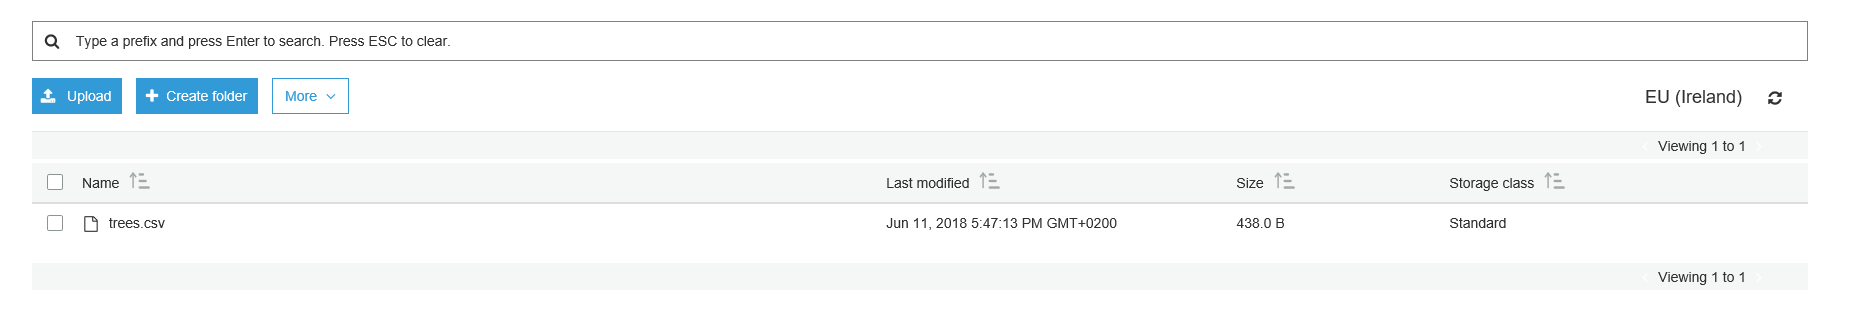 Type a prefix and press Enter to search. Press ESC to clear.
Upload Create folder More EU (Ireland)
Viewing 1 to 1
Name Last modified Size Storage class
trees.csv Jun 11, 2018 5:47:13 PM GMT+0200 438.0 B Standard
Viewing 1 to 1